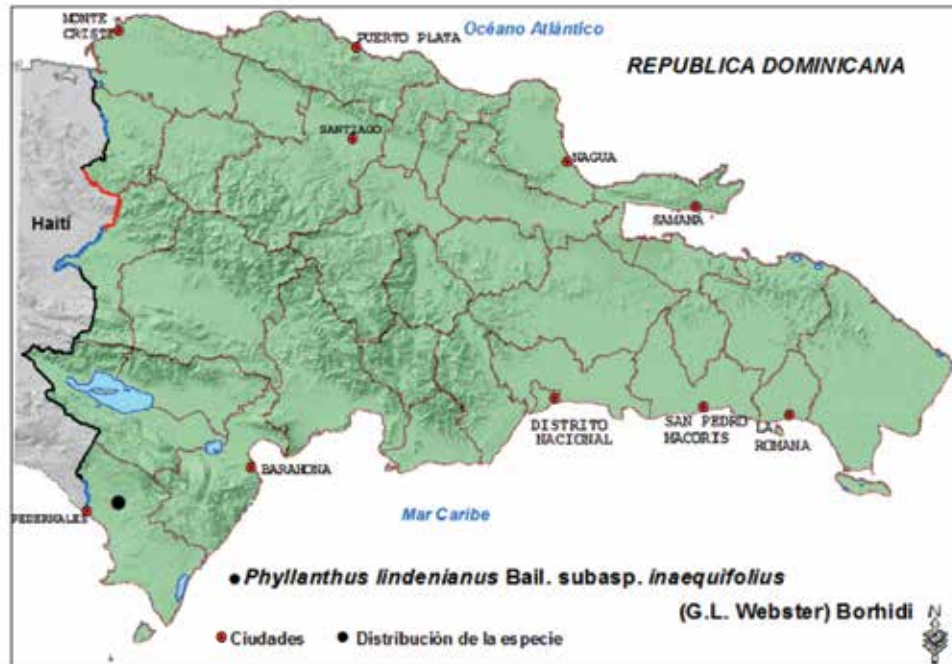 MONTE
CRISTI
PUERTO PLATA
Océano Atlántico
REPUBLICA DOMINICANA
SANTIAGO
NAGUA
SAMANA
Haití
DISTRITO
NACIONAL
SAN PEDRO
MACORIS
LA
ROMANA
BARAHONA
PEDERNALES
Mar Caribe
Phyllanthus lindenianus Bail. subasp. inaequifolius
(G.L. Webster) Borhidi
N
Ciudades
Distribución de la especie